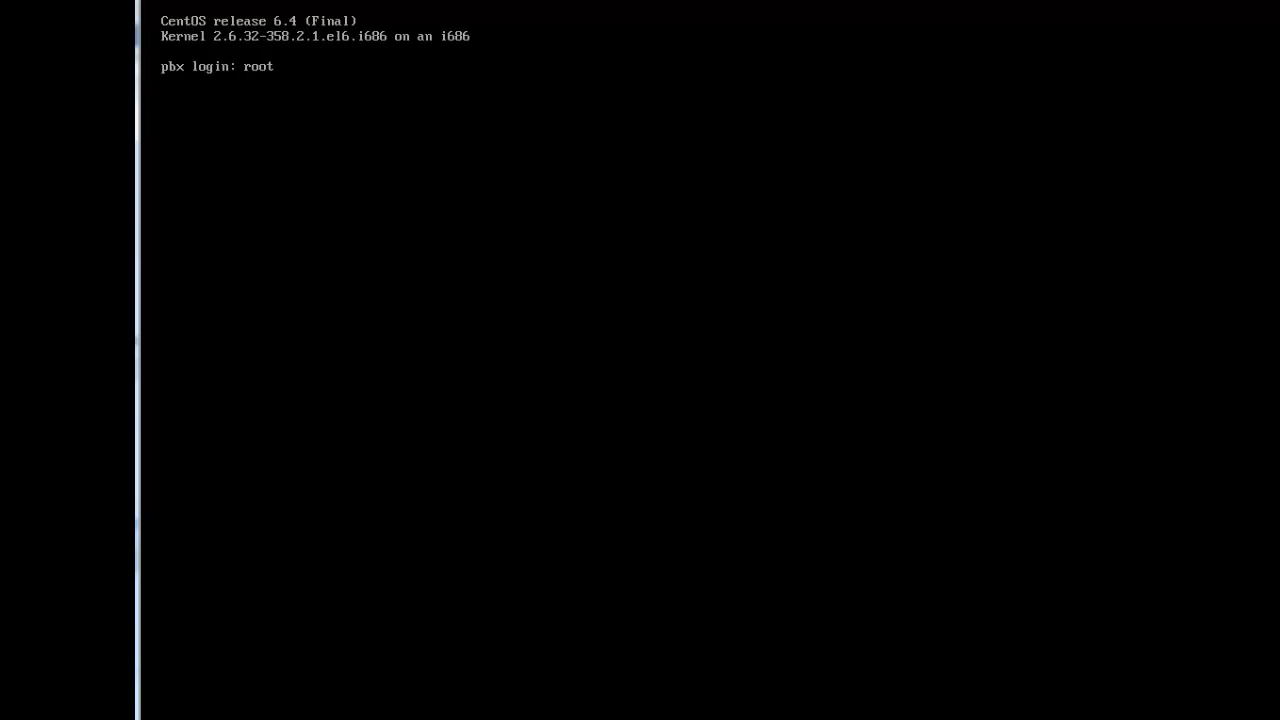 CentOS release 6.4 (Final)
Kernel 2.6.32-358.2.1.el6.i686 on an i686
pbx login: root